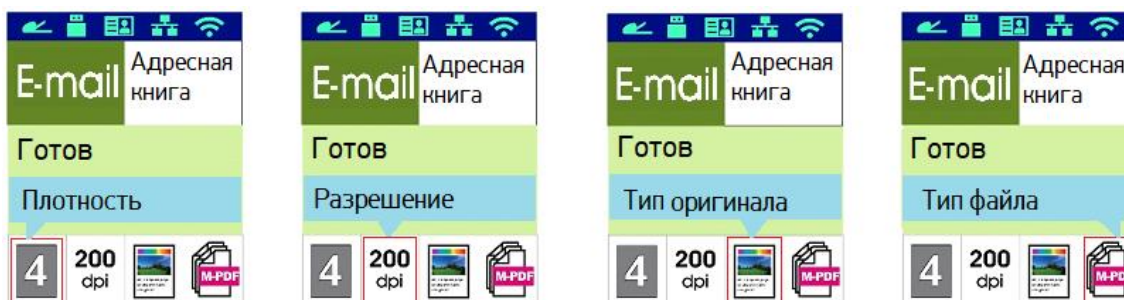 E-mail
Адресная
книга
Готов
Плотность
4
200
dpi
M-PDF
E-mail
Адресная
книга
Готов
Разрешение
4
200
dpi
M-PDF
E-mail
Адресная
книга
Готов
Тип оригинала
4
200
dpi
M-PDF
E-mail
Адресная
книга
Готов
Тип файла
4
200
dpi
M-PD